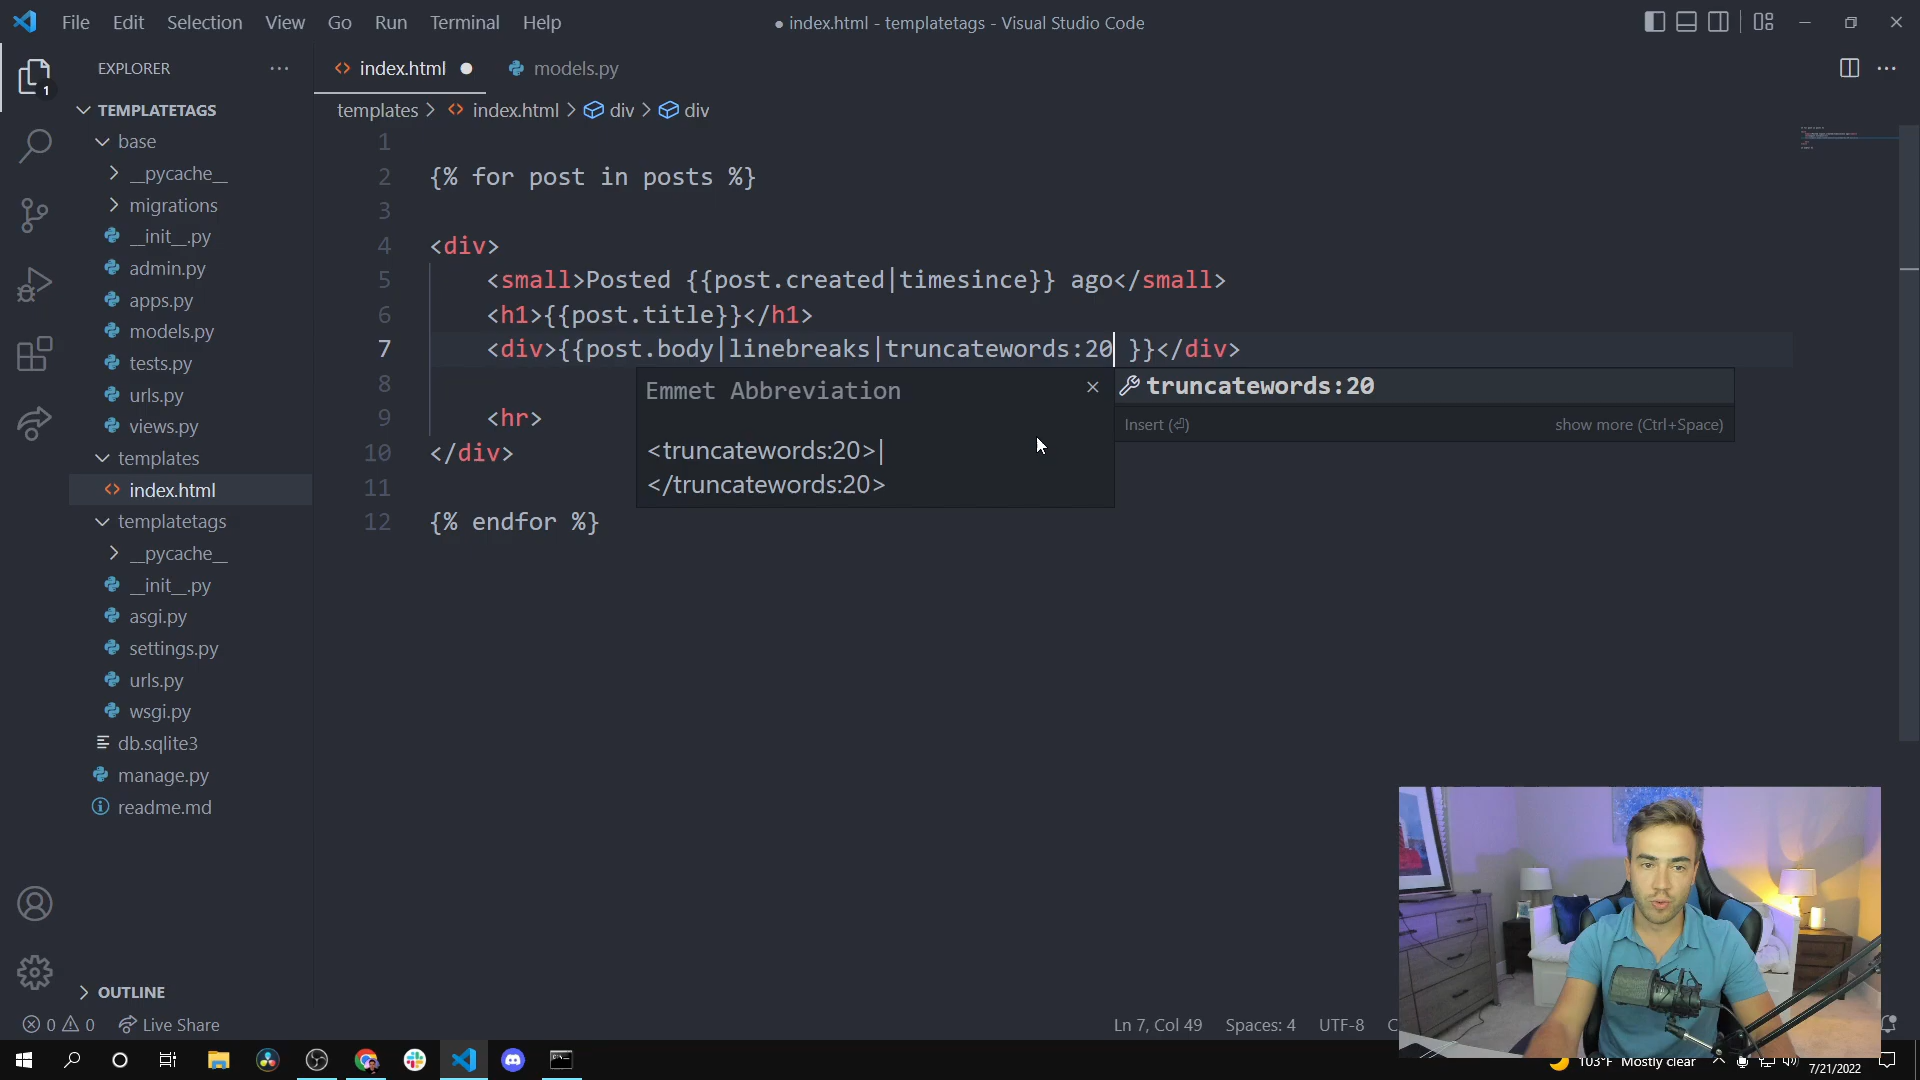 File Edit Selection View Go Run Terminal Help
● index.html - templatetags - Visual Studio Code
EXPLORER
index.html
models.py
1
TEMPLATETAGS
templates > index.html > div > div
base
__pycache__
migrations
__init__.py
admin.py
apps.py
models.py
tests.py
urls.py
views.py
templates
index.html
templatetags
__pycache__
__init__.py
asgi.py
settings.py
urls.py
wsgi.py
db.sqlite3
manage.py
readme.md
OUTLINE
1
2 {% for post in posts %}
3
4 <div>
5 <small>Posted {{post.created|timesince}} ago</small>
6 <h1>{{post.title}}</h1>
7 <div>{{post.body|linebreaks|truncatewords:20 }}</div>
8
9 <hr>
10 </div>
11
12 {% endfor %}
Emmet Abbreviation
<truncatewords:20>|
</truncatewords:20>
truncatewords:20
Insert (⏎)
show more (Ctrl+Space)
0 0 Live Share
Ln 7, Col 49 Spaces: 4 UTF-8
103°F Mostly clear
7/21/2022